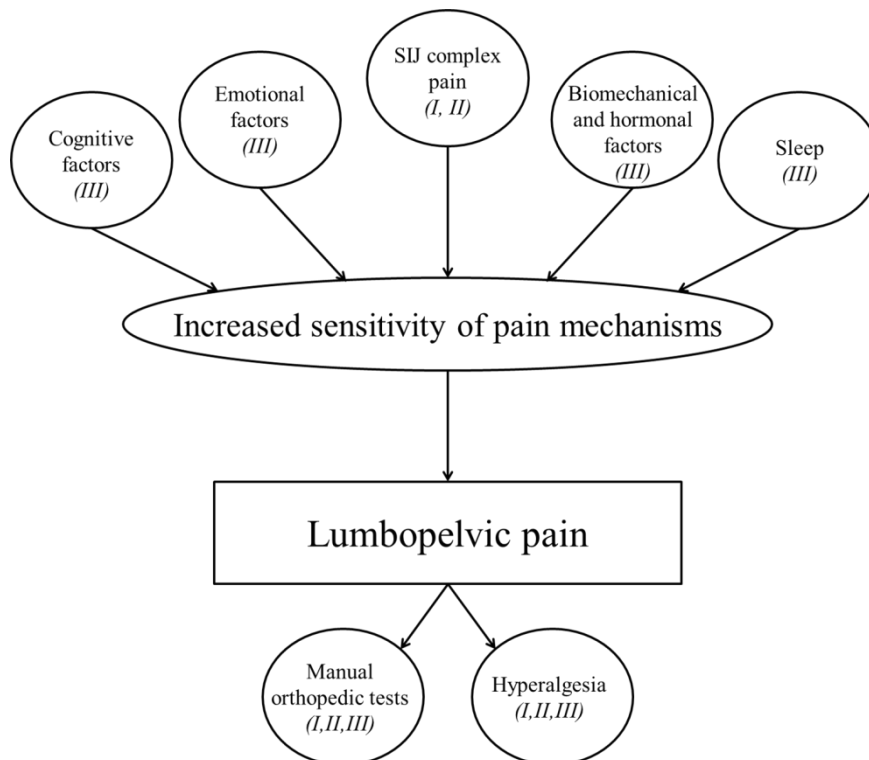 Cognitive
factors
(III)
Emotional
factors
(III)
SIJ complex
pain
(I, II)
Biomechanical
and hormonal
factors
(III)
Sleep
(III)
Increased sensitivity of pain mechanisms
Lumbopelvic pain
Manual
orthopedic tests
(I,II,III)
Hyperalgesia
(I,II,III)